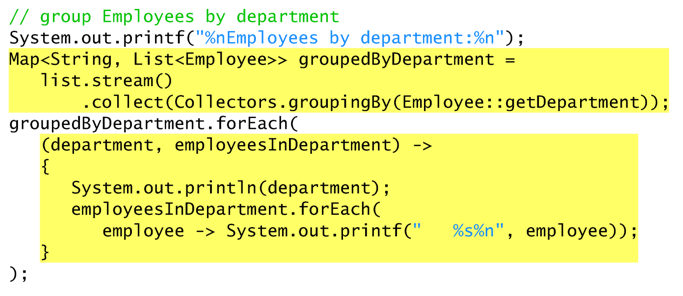 // group Employees by department
System.out.printf("%nEmployees by department:%n");
Map<String, List<Employee>> groupedByDepartment =
    list.stream()
        .collect(Collectors.groupingBy(Employee::getDepartment));
groupedByDepartment.forEach(
    (department, employeesInDepartment) ->
    {
        System.out.println(department);
        employeesInDepartment.forEach(
            employee -> System.out.printf("   %s%n", employee));
    }
);